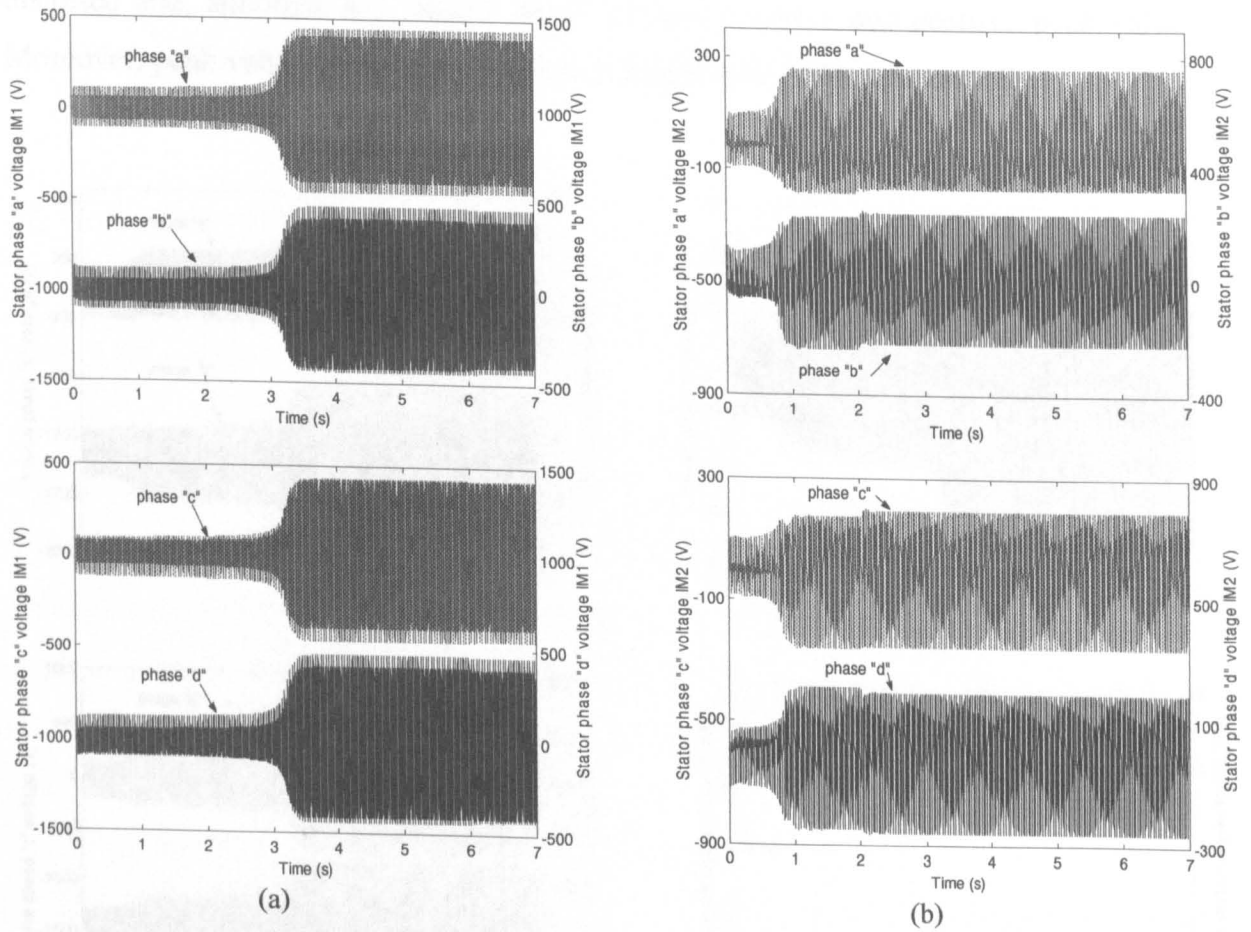 500
0
-500
-1000
-1500
Stator phase "a" voltage IM1 (V)
phase "a"
phase "b"
1500
1000
500
0
-500
Stator phase "b" voltage IM1 (V)
0 1 2 3 4 5 6 7
Time (s)
300
-100
-500
-900
Stator phase "a" voltage IM2 (V)
phase "a"
phase "b"
800
400
0
-400
Stator phase "b" voltage IM2 (V)
0 1 2 3 4 5 6 7
Time (s)
500
0
-500
-1000
-1500
Stator phase "c" voltage IM1 (V)
phase "c"
phase "d"
1500
1000
500
0
-500
Stator phase "d" voltage IM1 (V)
0 1 2 3 4 5 6 7
Time (s)
(a)
300
-100
-500
-900
Stator phase "c" voltage IM2 (V)
phase "c"
phase "d"
900
500
100
-300
Stator phase "d" voltage IM2 (V)
0 1 2 3 4 5 6 7
Time (s)
(b)